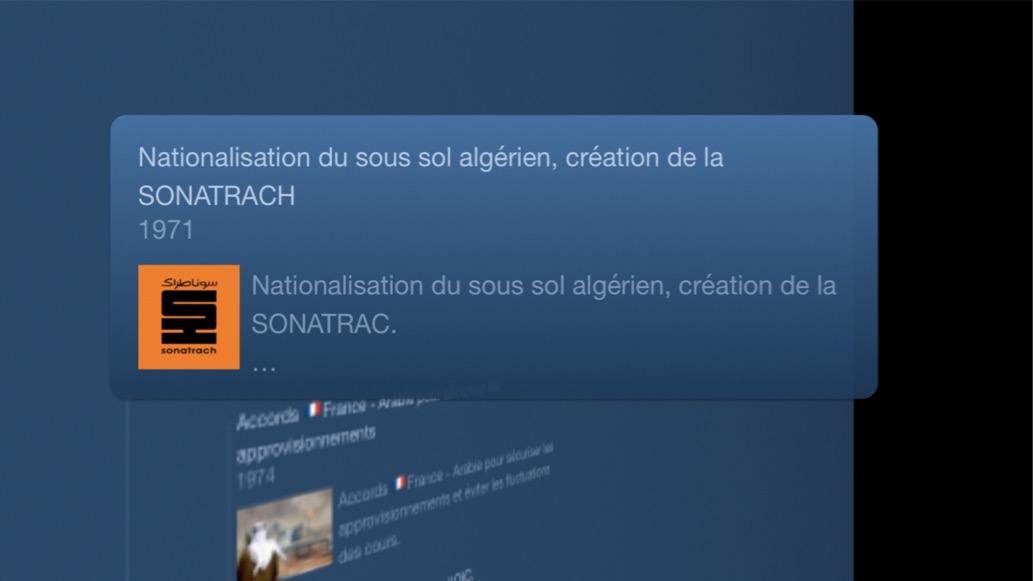 Nationalisation du sous sol algérien, création de la
SONATRACH
1971
سوناطراك
sonatrach
Nationalisation du sous sol algérien, création de la
SONATRAC.
...
Accords 🇫🇷France - Arabie pour
approvisionnements
1974
Accords 🇫🇷France - Arabie pour sécuriser les
approvisionnements et éviter les fluctuations
des cours.